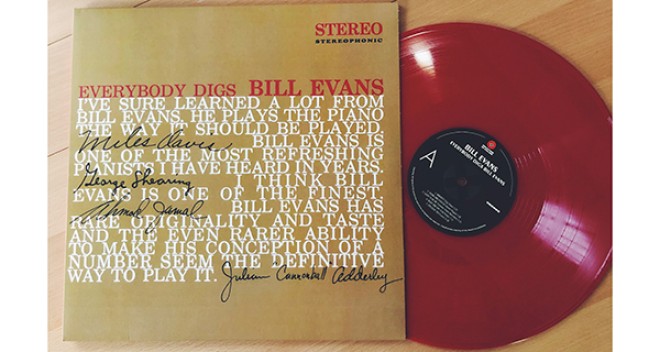 STEREO
STEREOPHONIC
EVERYBODY DIGS BILL EVANS
I'VE SURE LEARNED A LOT FROM
BILL EVANS. HE PLAYS THE PIANO
THE WAY IT SHOULD BE PLAYED.
Miles Davis, BILL EVANS IS
ONE OF THE MOST REFRESHING
PIANISTS I HAVE HEARD IN YEARS.
George Shearing I THINK BILL
EVANS IS ONE OF THE FINEST.
Ahmad Jamal BILL EVANS HAS
RARE ORIGINALITY AND TASTE
AND THE EVEN RARER ABILITY
TO MAKE HIS CONCEPTION OF A
NUMBER SEEM THE DEFINITIVE
WAY TO PLAY IT. Julian "Cannonball" Adderley
BILL EVANS
EVERYBODY DIGS BILL EVANS
A